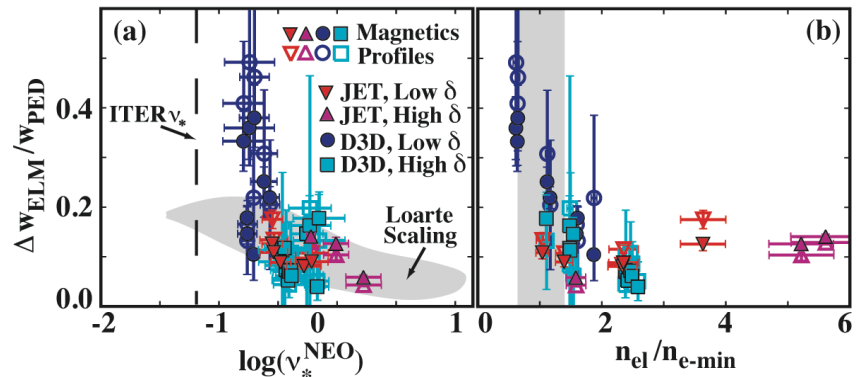 (a)
Magnetics
Profiles
ITERν*
JET, Low δ
JET, High δ
D3D, Low δ
D3D, High δ
Loarte
Scaling
Δw_ELM/w_PED
0.4
0.2
0.0
-2
-1
0
1
log(ν*^NEO)
(b)
0
2
4
6
n_el/n_e-min